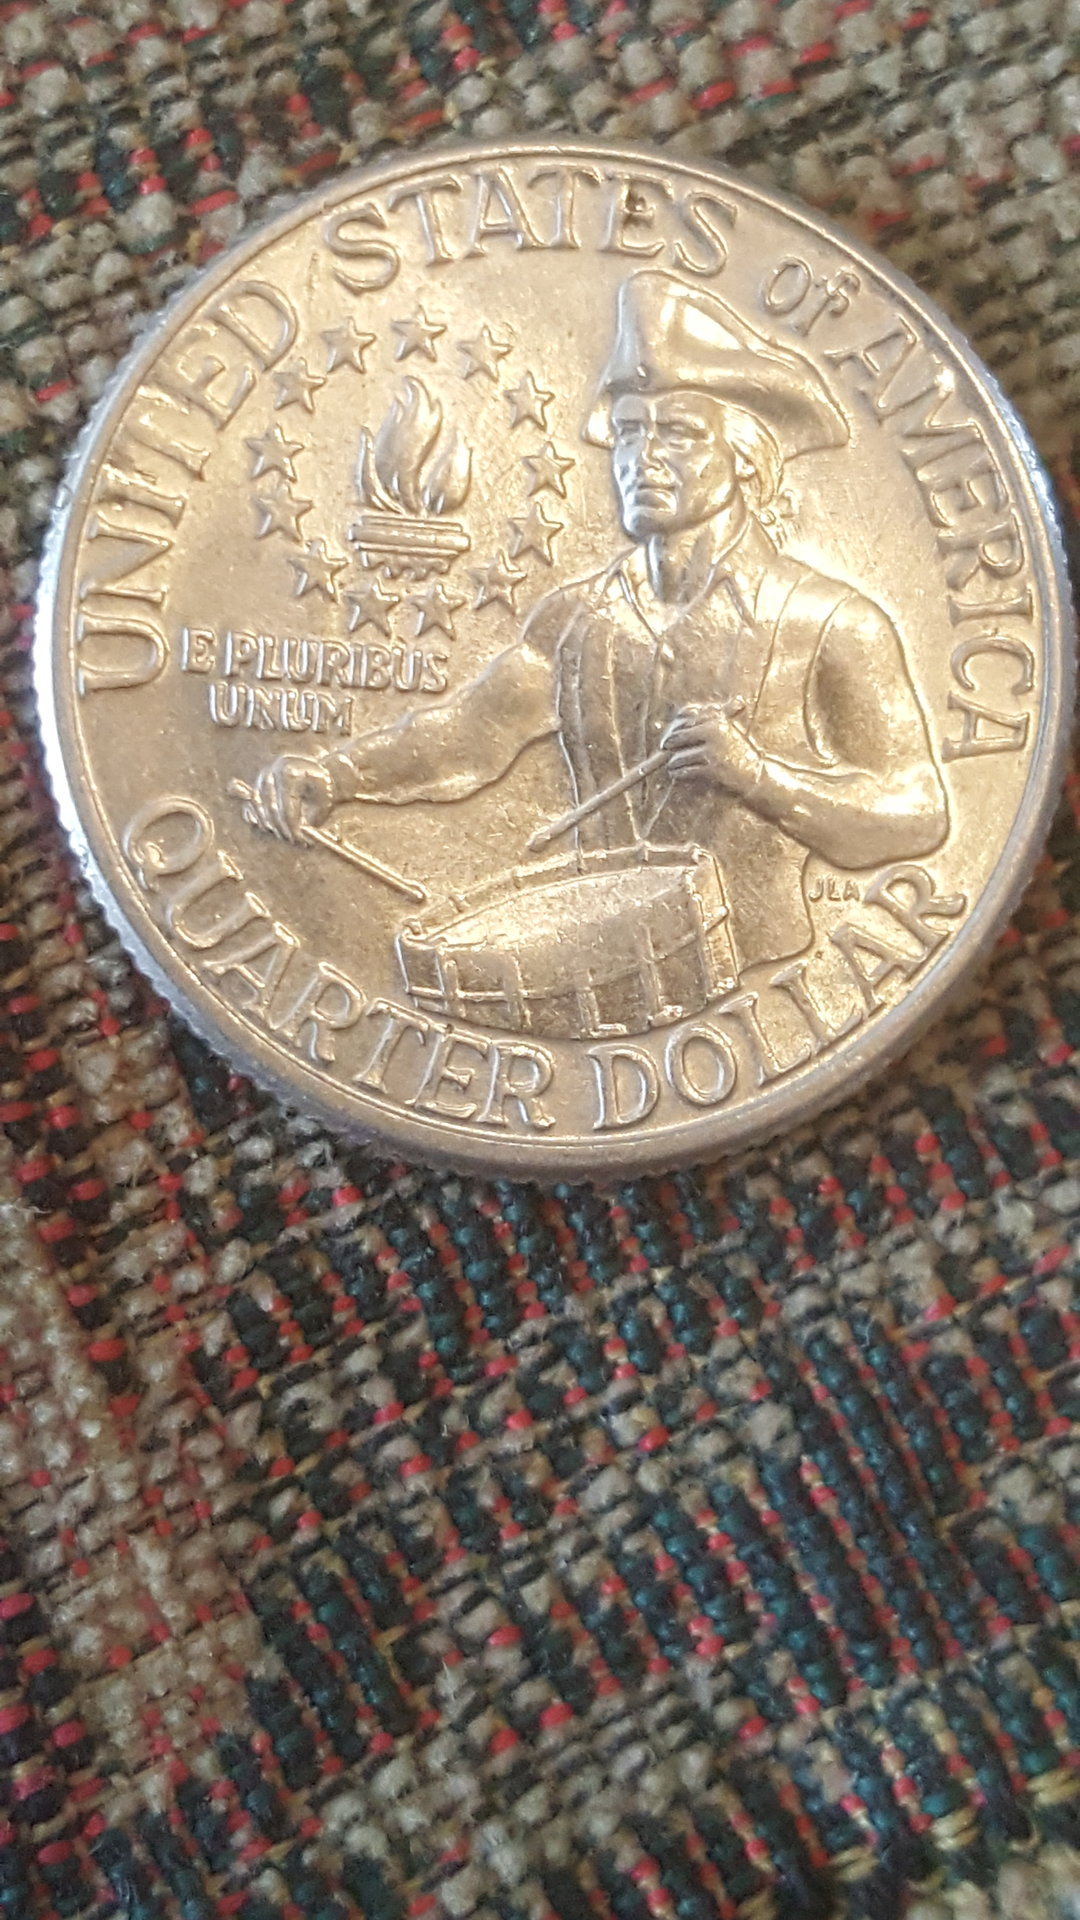 UNITED STATES of AMERICA
E PLURIBUS
UNUM
JLA
QUARTER DOLLAR